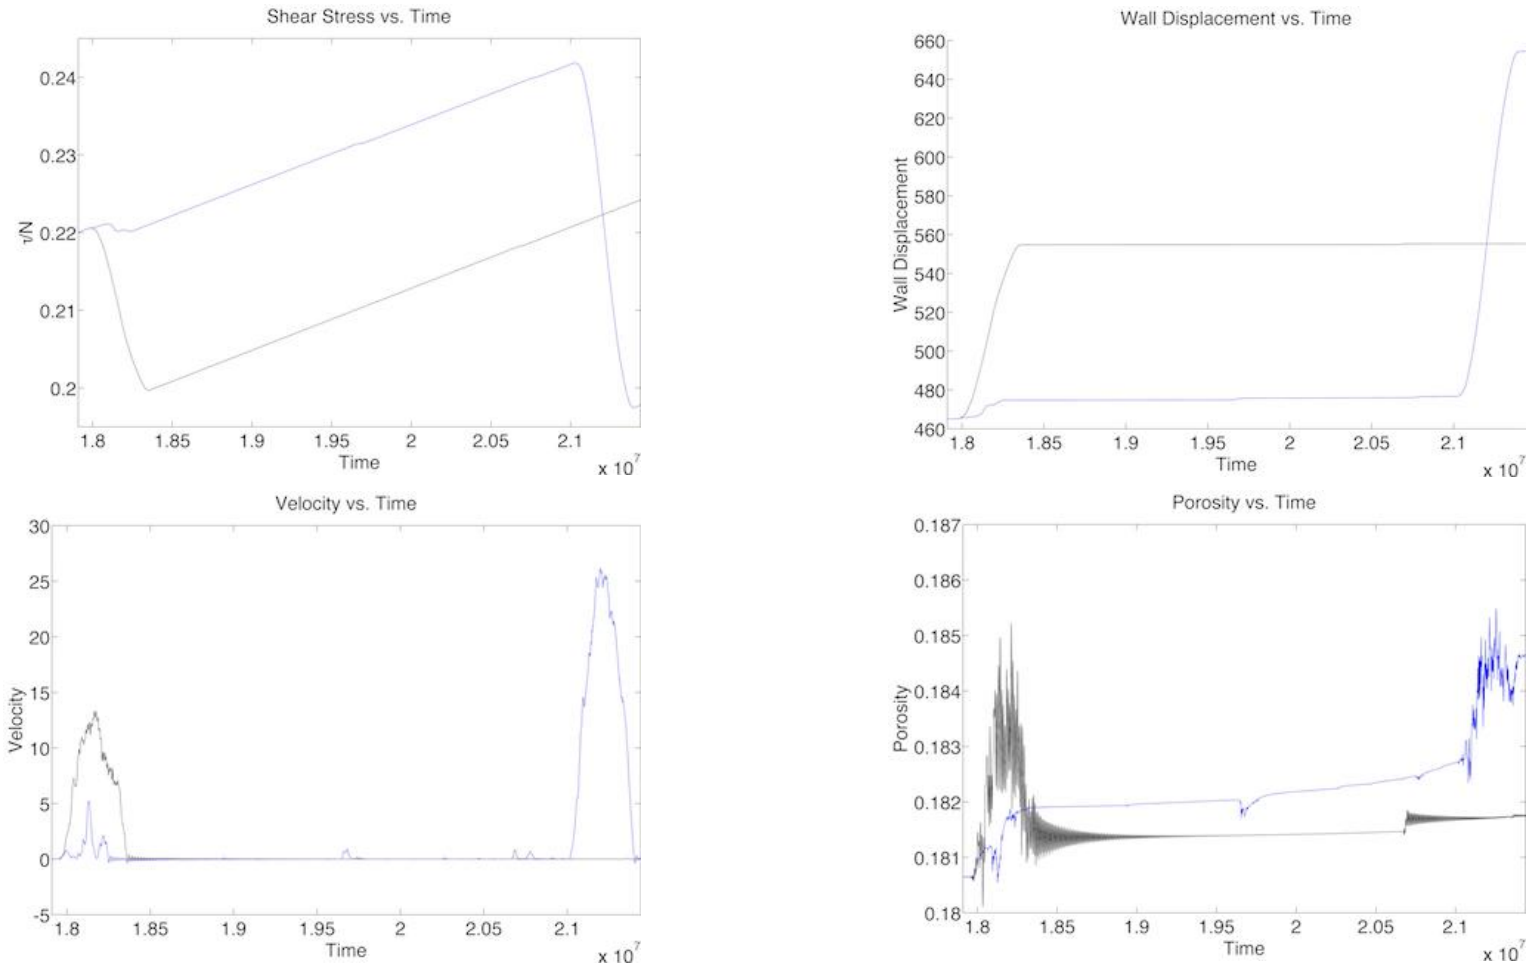 Shear Stress vs. Time
0.24
0.23
0.22
0.21
0.2
τ/N
1.8 1.85 1.9 1.95 2 2.05 2.1
Time
x 10^7
Wall Displacement vs. Time
660
640
620
600
580
560
540
520
500
480
460
Wall Displacement
1.8 1.85 1.9 1.95 2 2.05 2.1
Time
x 10^7
Velocity vs. Time
30
25
20
15
10
5
0
-5
Velocity
1.8 1.85 1.9 1.95 2 2.05 2.1
Time
x 10^7
Porosity vs. Time
0.187
0.186
0.185
0.184
0.183
0.182
0.181
0.18
Porosity
1.8 1.85 1.9 1.95 2 2.05 2.1
Time
x 10^7